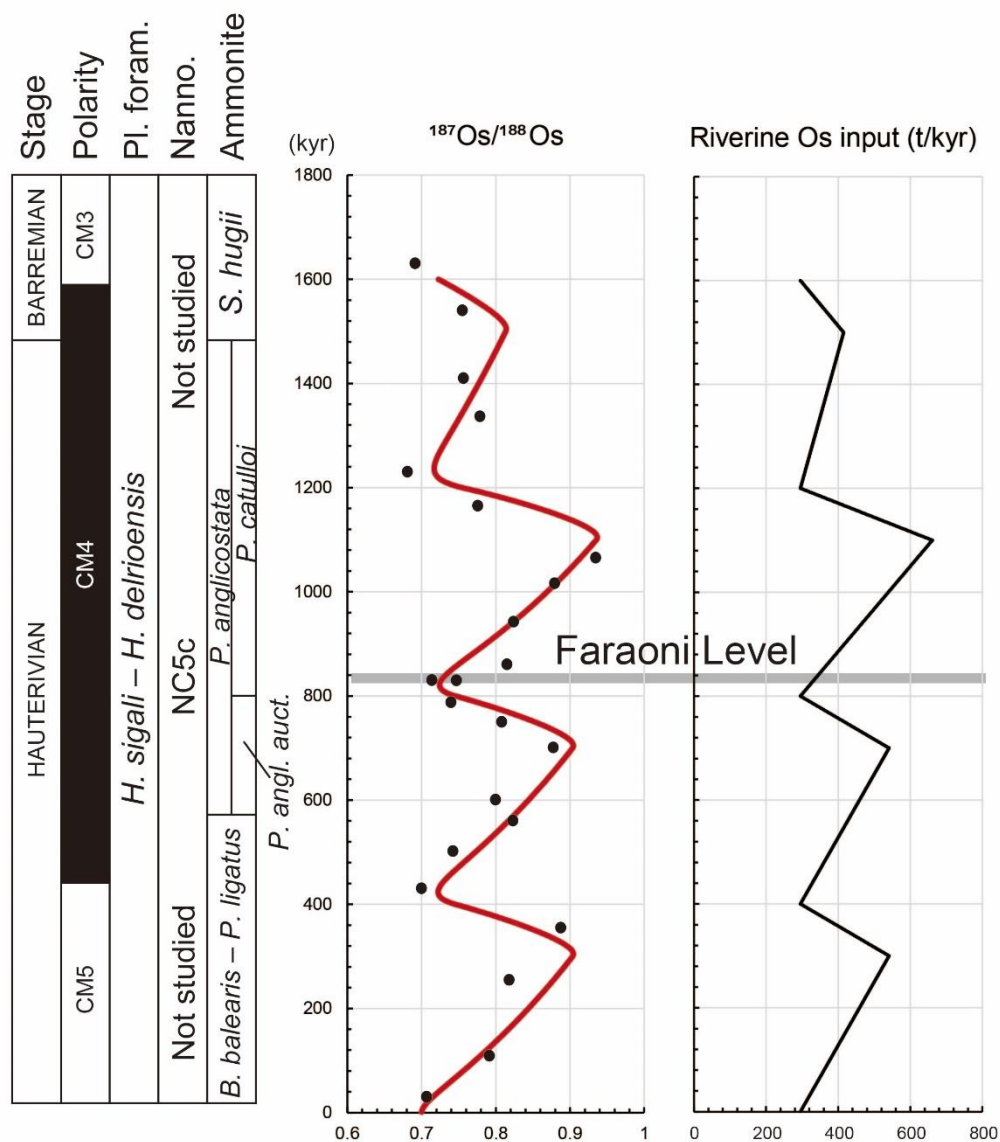 Stage
Polarity
Pl. foram.
Nanno.
Ammonite
(kyr)
187Os/188Os
Riverine Os input (t/kyr)
BARREMIAN
HAUTERIVIAN
CM3
CM4
CM5
H. sigali – H. delrioensis
Not studied
NC5c
Not studied
S. hugii
P. anglicostata
P. catulloi
P. angl. auct.
B. balearis – P. ligatus
1800
1600
1400
1200
1000
800
600
400
200
0
Faraoni Level
0.6 0.7 0.8 0.9 1
0 200 400 600 800